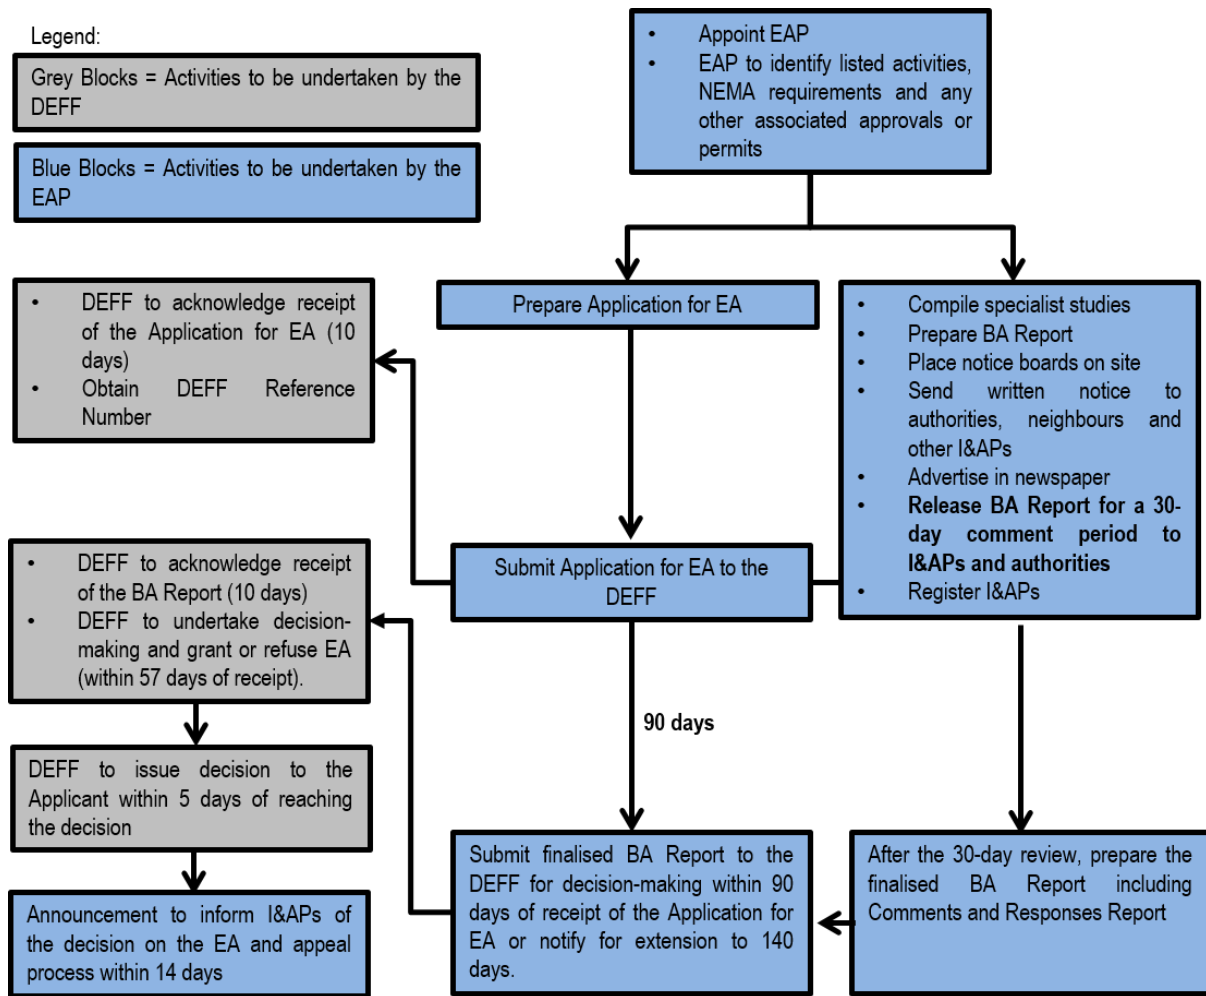 Legend:
Grey Blocks = Activities to be undertaken by the
DEFF
Blue Blocks = Activities to be undertaken by the
EAP
• Appoint EAP
• EAP to identify listed activities,
NEMA requirements and any
other associated approvals or
permits
• DEFF to acknowledge receipt
of the Application for EA (10
days)
• Obtain DEFF Reference
Number
Prepare Application for EA
• Compile specialist studies
• Prepare BA Report
• Place notice boards on site
• Send written notice to
authorities, neighbours and
other I&APs
• Advertise in newspaper
• Release BA Report for a 30-
day comment period to
I&APs and authorities
• Register I&APs
Submit Application for EA to the
DEFF
• DEFF to acknowledge receipt
of the BA Report (10 days)
• DEFF to undertake decision-
making and grant or refuse EA
(within 57 days of receipt).
90 days
DEFF to issue decision to the
Applicant within 5 days of reaching
the decision
Submit finalised BA Report to the
DEFF for decision-making within 90
days of receipt of the Application for
EA or notify for extension to 140
days.
After the 30-day review, prepare the
finalised BA Report including
Comments and Responses Report
Announcement to inform I&APs of
the decision on the EA and appeal
process within 14 days